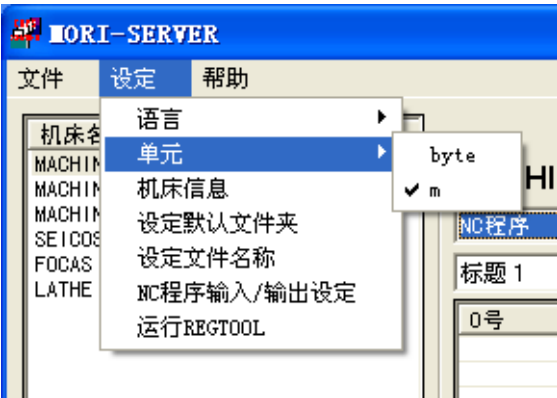 MORI-SERVER
文件 设定 帮助
语言
单元
机床信息
设定默认文件夹
设定文件名称
NC程序输入/输出设定
运行REGTOOL
byte
m
机床名
MACHIN
MACHIN
MACHIN
SEICOS
FOCAS
LATHE
HI
NC程序
标题 1
O号